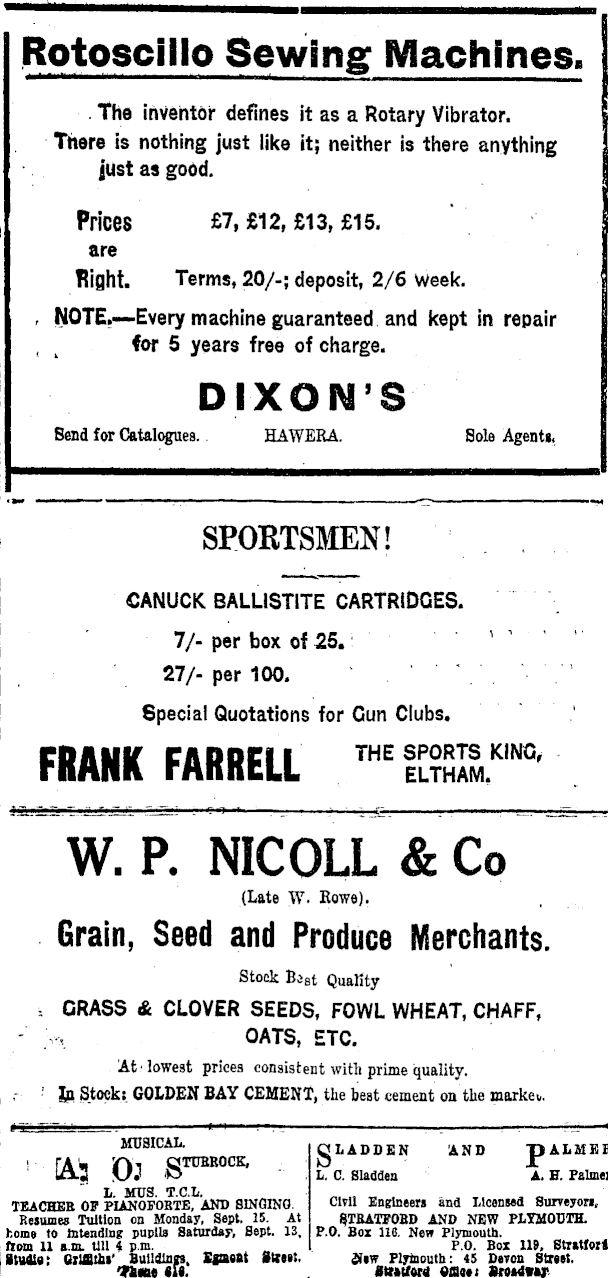 Rotoscillo Sewing Machines.
The inventor defines it as a Rotary Vibrator.
There is nothing just like it; neither is there anything
just as good.
Prices £7, £12, £13, £15.
are
Right. Terms, 20/-; deposit, 2/6 week.
NOTE.—Every machine guaranteed and kept in repair
for 5 years free of charge.
DIXON'S
Send for Catalogues. HAWERA. Sole Agents.
SPORTSMEN!
CANUCK BALLISTITE CARTRIDGES.
7/- per box of 25.
27/- per 100.
Special Quotations for Gun Clubs.
FRANK FARRELL THE SPORTS KING,
ELTHAM.
W. P. NICOLL & Co
(Late W. Rowe).
Grain, Seed and Produce Merchants.
Stock Best Quality
GRASS & CLOVER SEEDS, FOWL WHEAT, CHAFF,
OATS, ETC.
At lowest prices consistent with prime quality.
In Stock: GOLDEN BAY CEMENT, the best cement on the market.
MUSICAL.
A. O. STURROCK,
L. MUS. T.C.L.
TEACHER OF PIANOFORTE, AND SINGING.
Resumes Tuition on Monday, Sept. 15. At
home to intending pupils Saturday, Sept. 13,
from 11 a.m. till 4 p.m.
Studio: Griffiths' Buildings, Egmont Street.
'Phone 616.
SLADDEN AND PALMER
L. C. Sladden A. H. Palmer
Civil Engineers and Licensed Surveyors,
STRATFORD AND NEW PLYMOUTH.
P.O. Box 116. New Plymouth.
P.O. Box 119, Stratford
New Plymouth: 45 Devon Street.
Stratford Office: Broadway.